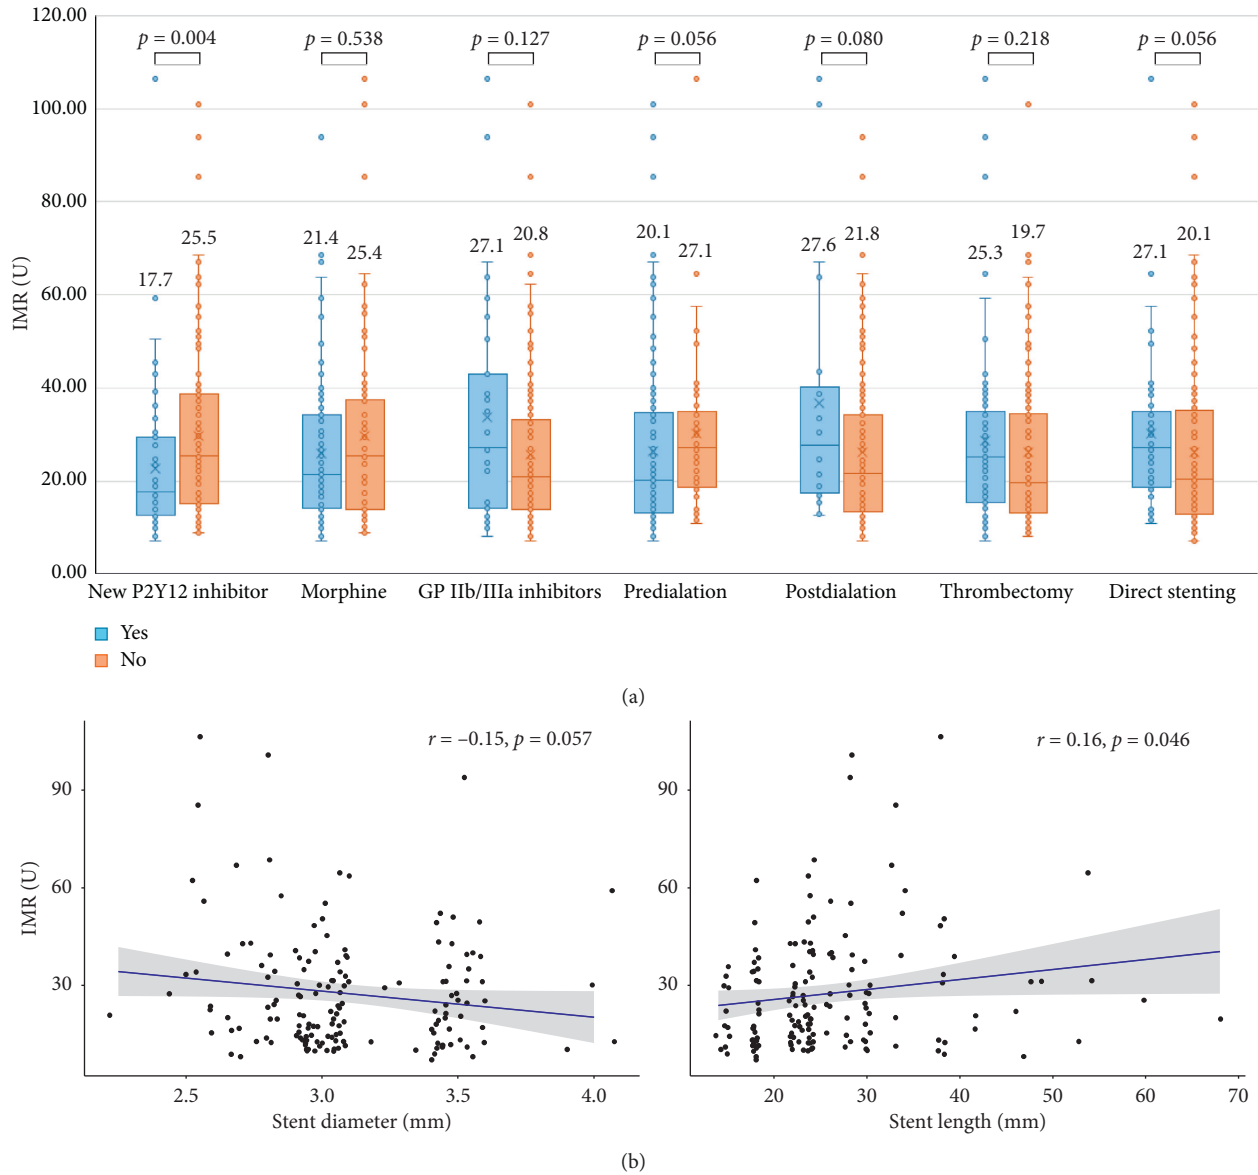 120.00
100.00
80.00
60.00
40.00
20.00
0.00
IMR (U)
p = 0.004
p = 0.538
p = 0.127
p = 0.056
p = 0.080
p = 0.218
p = 0.056
17.7
25.5
21.4
25.4
27.1
20.8
20.1
27.1
27.6
21.8
25.3
19.7
27.1
20.1
New P2Y12 inhibitor
Morphine
GP IIb/IIIa inhibitors
Predialation
Postdialation
Thrombectomy
Direct stenting
Yes
No
(a)
r = –0.15, p = 0.057
90
60
30
IMR (U)
2.5
3.0
3.5
4.0
Stent diameter (mm)
r = 0.16, p = 0.046
90
60
30
20
30
40
50
60
70
Stent length (mm)
(b)